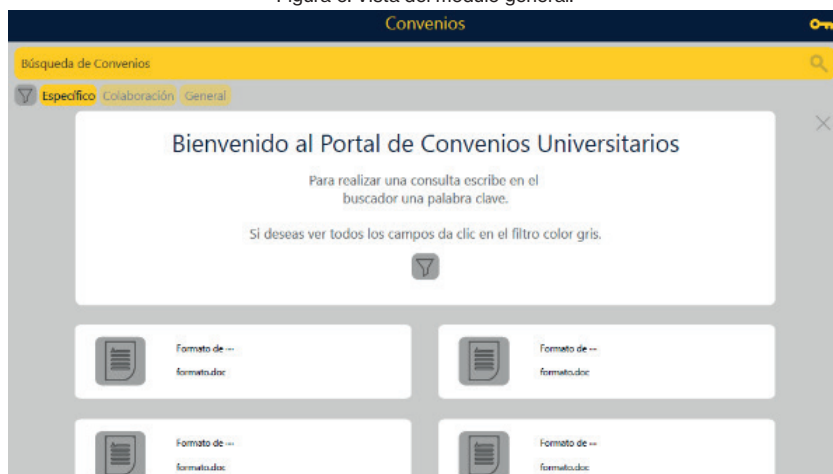 Figura 6. Vista del módulo general.
Convenios
Búsqueda de Convenios
Específico Colaboración General
Bienvenido al Portal de Convenios Universitarios
Para realizar una consulta escribe en el
buscador una palabra clave.
Si deseas ver todos los campos da clic en el filtro color gris.
Formato de --- Formato de ---
formato.doc formato.doc
Formato de --- Formato de ---
formato.doc formato.doc